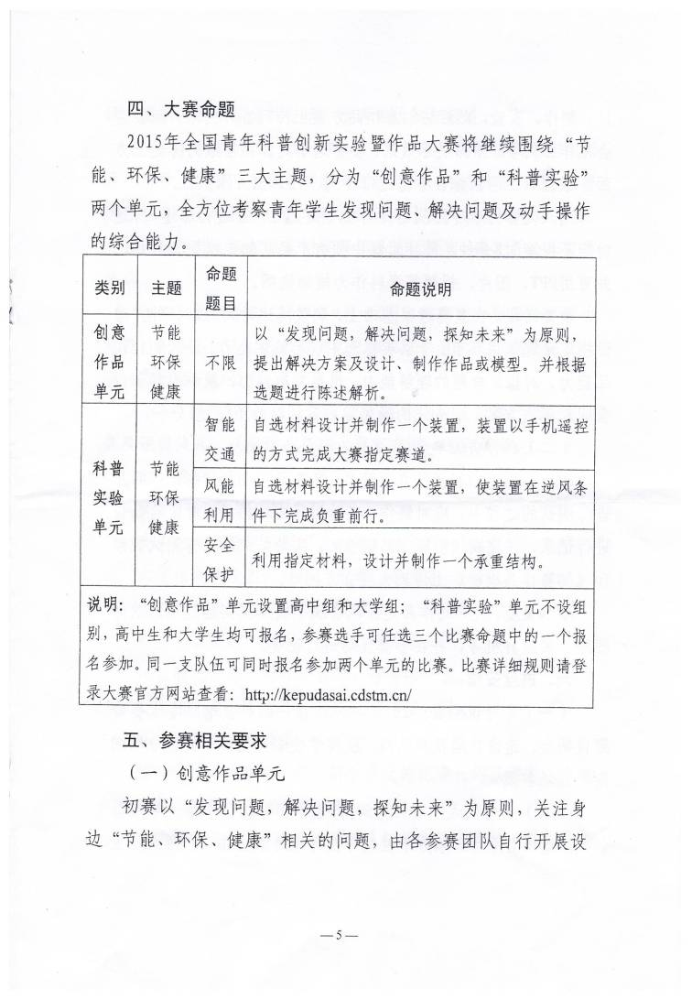 四、大赛命题
2015年全国青年科普创新实验暨作品大赛将继续围绕“节
能、环保、健康”三大主题，分为“创意作品”和“科普实验”
两个单元，全方位考察青年学生发现问题、解决问题及动手操作
的综合能力。
类别 主题 命题题目 命题说明
创意 节能 以“发现问题，解决问题，探知未来”为原则，
作品 环保 不限 提出解决方案及设计、制作作品或模型。并根据
单元 健康 选题进行陈述解析。
智能 自选材料设计并制作一个装置，装置以手机遥控
交通 的方式完成大赛指定赛道。
科普 节能 风能 自选材料设计并制作一个装置，使装置在逆风条
实验 环保 利用 件下完成负重前行。
单元 健康 安全 利用指定材料，设计并制作一个承重结构。
保护
说明：“创意作品”单元设置高中组和大学组；“科普实验”单元不设组
别，高中生和大学生均可报名，参赛选手可任选三个比赛命题中的一个报
名参加。同一支队伍可同时报名参加两个单元的比赛。比赛详细规则请登
录大赛官方网站查看：http://kepudasai.cdstm.cn/
五、参赛相关要求
（一）创意作品单元
初赛以“发现问题，解决问题，探知未来”为原则，关注身
边“节能、环保、健康”相关的问题，由各参赛团队自行开展设
—5—